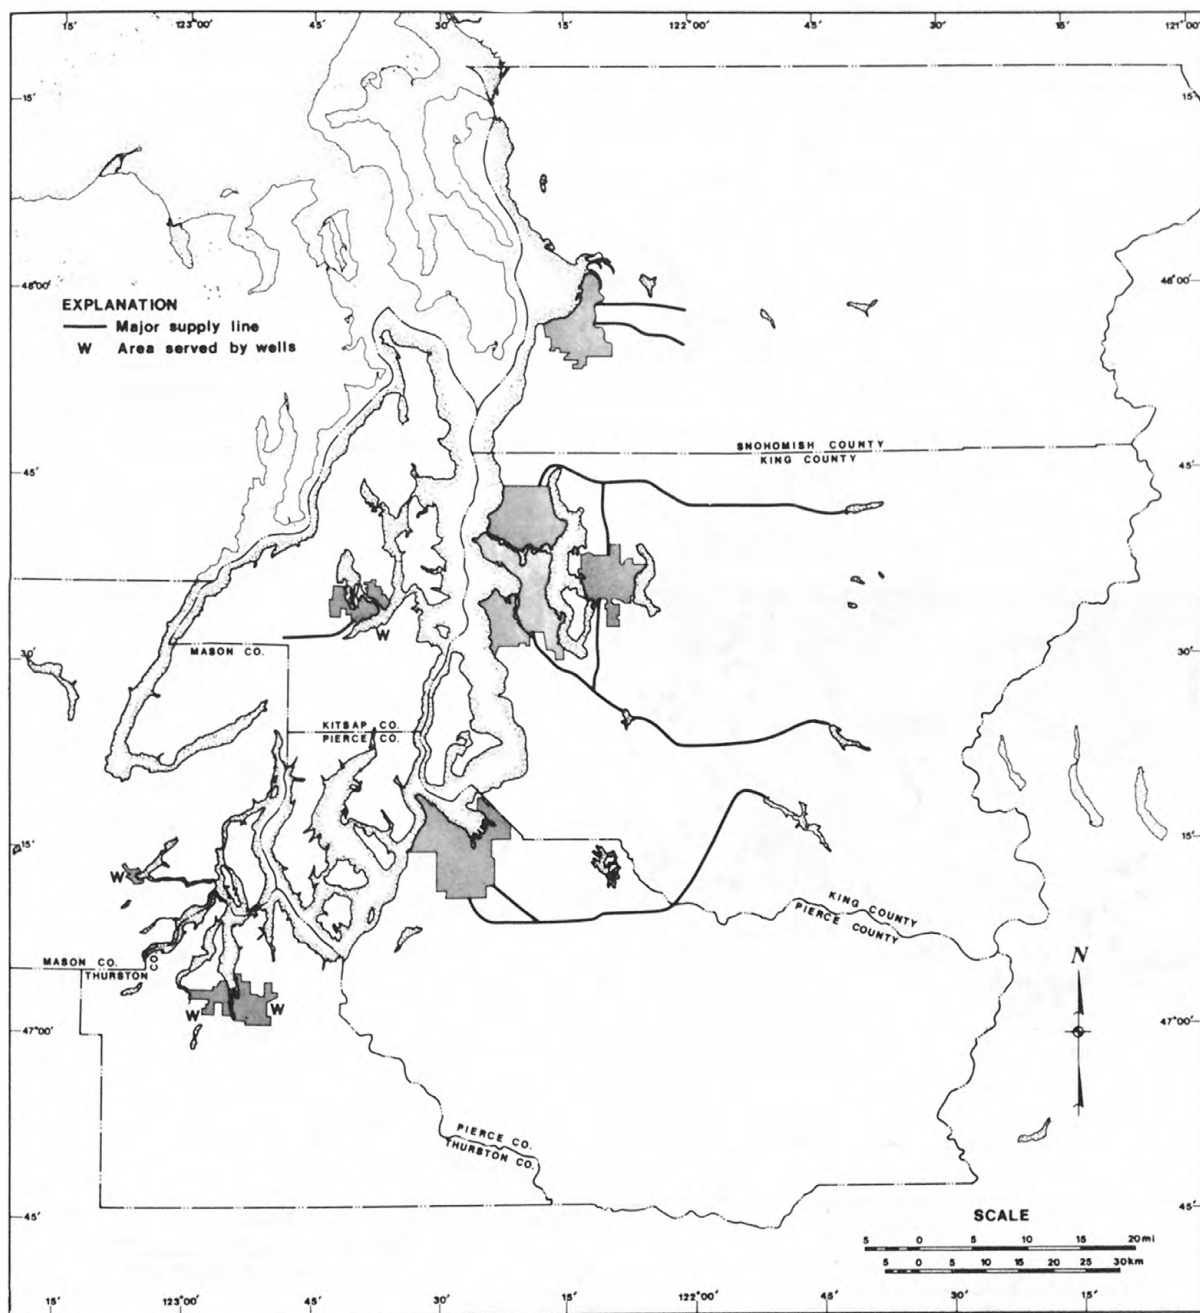 15' 123°00' 45' 30' 15' 122°00' 45' 30' 15' 121°00'
15' 15'
48°00' 48°00'
EXPLANATION
Major supply line
W Area served by wells
SNOHOMISH COUNTY
KING COUNTY
45' 45'
W
30' 30'
MASON CO.
KITSAP CO.
PIERCE CO.
15' 15'
W
KING COUNTY
PIERCE COUNTY
MASON CO.
THURSTON CO.
N
W W
47°00' 47°00'
PIERCE CO.
THURSTON CO.
45' 45'
SCALE
5 0 5 10 15 20 mi
5 0 5 10 15 20 25 30 km
15' 123°00' 45' 30' 15' 122°00' 45' 30' 15'